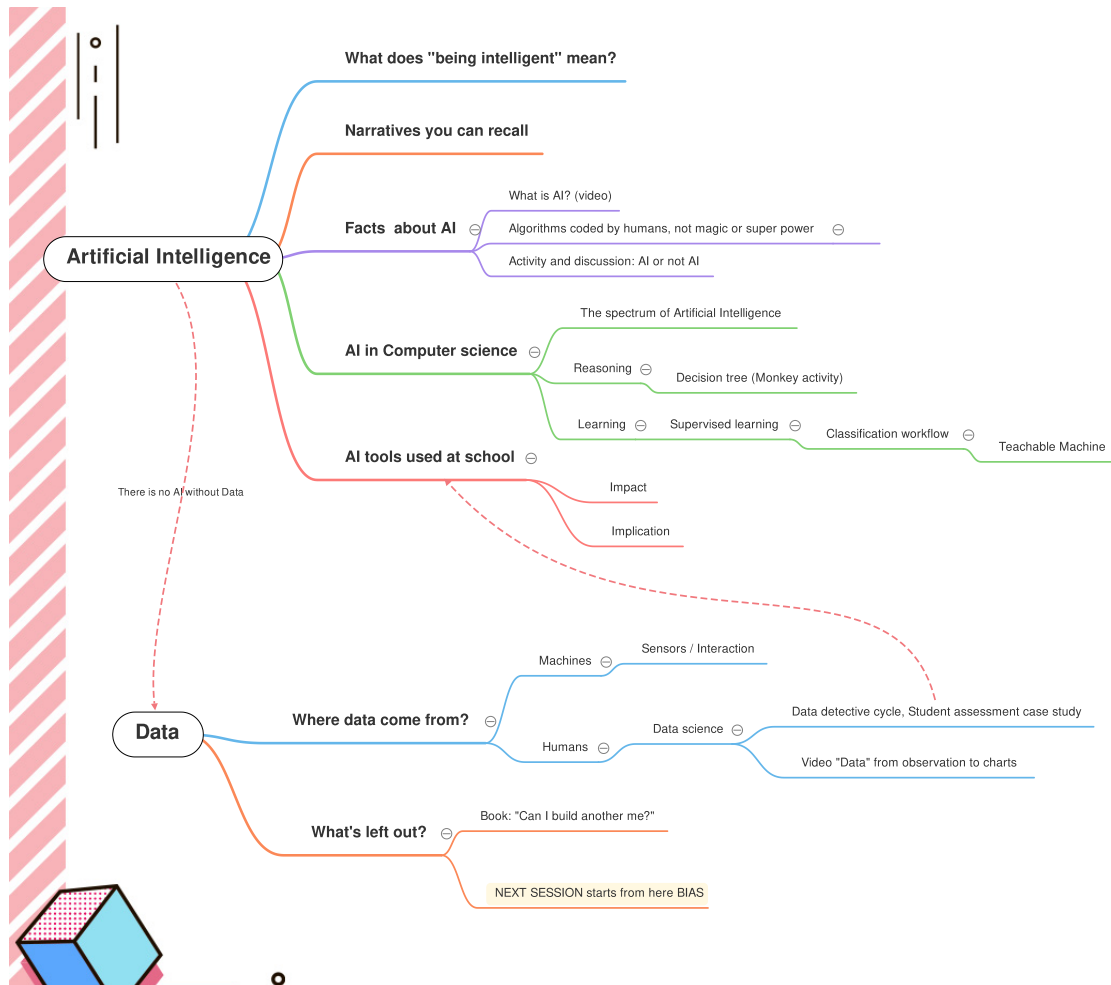 What does "being intelligent" mean?
Narratives you can recall
Artificial Intelligence
Facts about AI
What is AI? (video)
Algorithms coded by humans, not magic or super power
Activity and discussion: AI or not AI
AI in Computer science
The spectrum of Artificial Intelligence
Reasoning
Decision tree (Monkey activity)
Learning
Supervised learning
Classification workflow
Teachable Machine
AI tools used at school
Impact
Implication
There is no AI without Data
Data
Where data come from?
Machines
Sensors / Interaction
Humans
Data science
Data detective cycle, Student assessment case study
Video "Data" from observation to charts
What's left out?
Book: "Can I build another me?"
NEXT SESSION starts from here BIAS